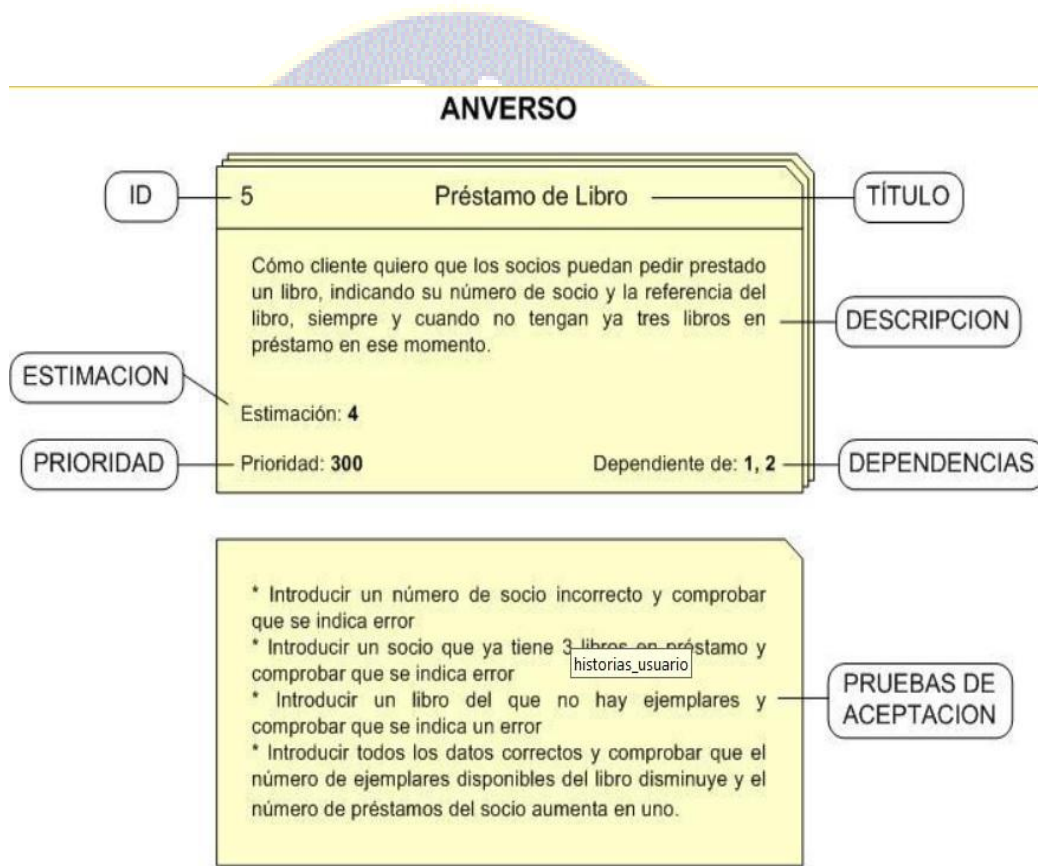 ANVERSO
ID
5
Préstamo de Libro
TÍTULO
Cómo cliente quiero que los socios puedan pedir prestado
un libro, indicando su número de socio y la referencia del
libro, siempre y cuando no tengan ya tres libros en
préstamo en ese momento.
DESCRIPCION
ESTIMACION
Estimación: 4
PRIORIDAD
Prioridad: 300
Dependiente de: 1, 2
DEPENDENCIAS
* Introducir un número de socio incorrecto y comprobar
que se indica error
* Introducir un socio que ya tiene 3 libros en préstamo y
comprobar que se indica error
historias_usuario
* Introducir un libro del que no hay ejemplares y
comprobar que se indica un error
* Introducir todos los datos correctos y comprobar que el
número de ejemplares disponibles del libro disminuye y el
número de préstamos del socio aumenta en uno.
PRUEBAS DE
ACEPTACION